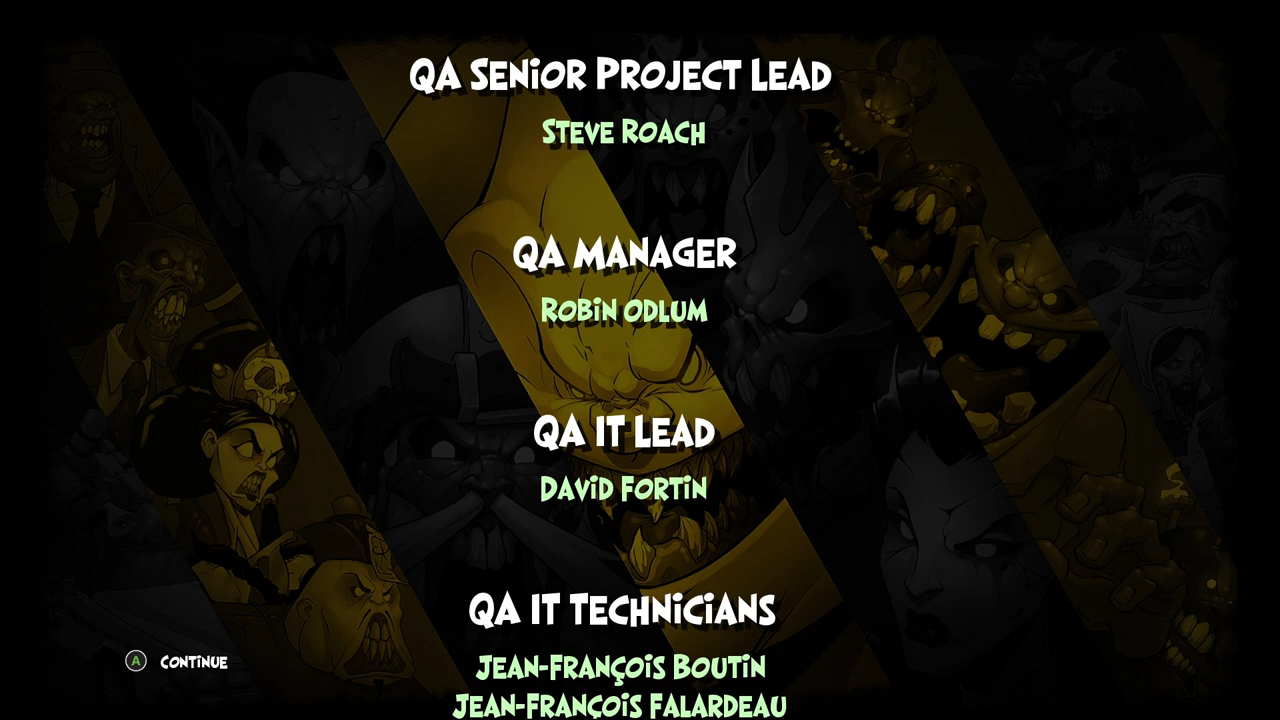 QA Senior Project Lead
Steve Roach
QA Manager
Robin Odlum
QA IT Lead
David Fortin
QA IT Technicians
Jean-François Boutin
Jean-François Falardeau
A Continue